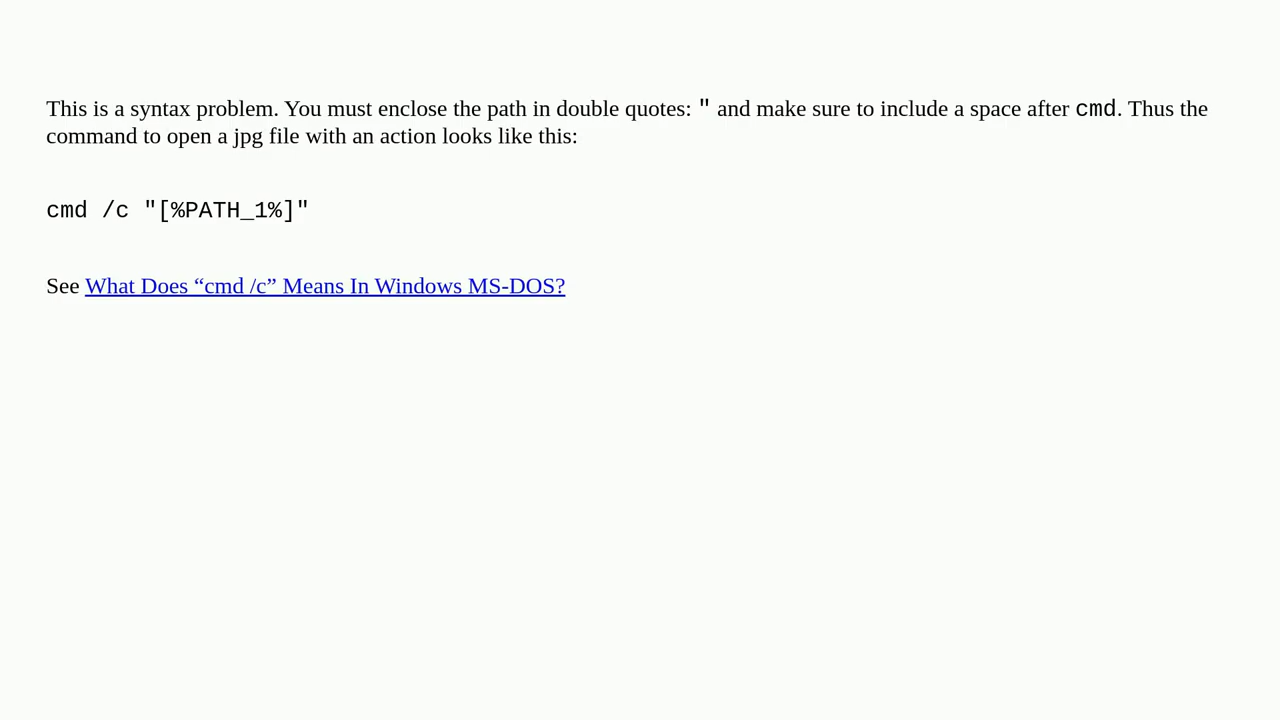 This is a syntax problem. You must enclose the path in double quotes: " and make sure to include a space after cmd. Thus the
command to open a jpg file with an action looks like this:
cmd /c "[%PATH_1%]"
See What Does “cmd /c” Means In Windows MS-DOS?